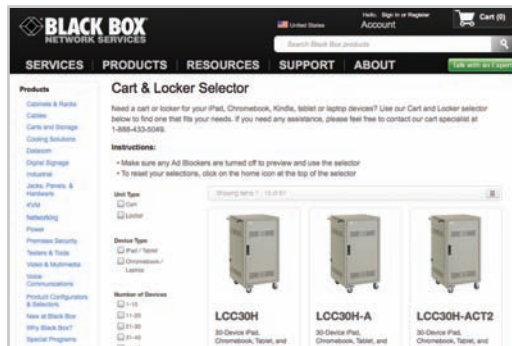 BLACK BOX
NETWORK SERVICES
United States
Hello. Sign In or Register
Account
Cart (0)
Search Black Box products
SERVICES PRODUCTS RESOURCES SUPPORT ABOUT
Talk with an Expert
Products
Cabinets & Racks
Cables
Carts and Storage
Cooling Solutions
Datacom
Digital Signage
Industrial
Jacks, Panels, &
Hardware
KVM
Networking
Power
Premises Security
Testers & Tools
Video & Multimedia
Voice
Communications
Product Configurators
& Selectors
New at Black Box
Why Black Box?
Special Programs
Cart & Locker Selector
Need a cart or locker for your iPad, Chromebook, Kindle, tablet or laptop devices? Use our Cart and Locker selector
below to find one that fits your needs. If you need any assistance, please feel free to contact our cart specialist at
1-888-433-5049.
Instructions:
• Make sure any Ad Blockers are turned off to preview and use the selector
• To reset your selections, click on the home icon at the top of the selector
Unit Type
Cart
Locker
Device Type
iPad / Tablet
Chromebook /
Laptop
Number of Devices
1-10
11-20
21-30
31-40
LCC30H
30-Device iPad,
Chromebook, Tablet, and
LCC30H-A
30-Device iPad,
Chromebook, Tablet, and
LCC30H-ACT2
30-Device iPad,
Chromebook, Tablet, and